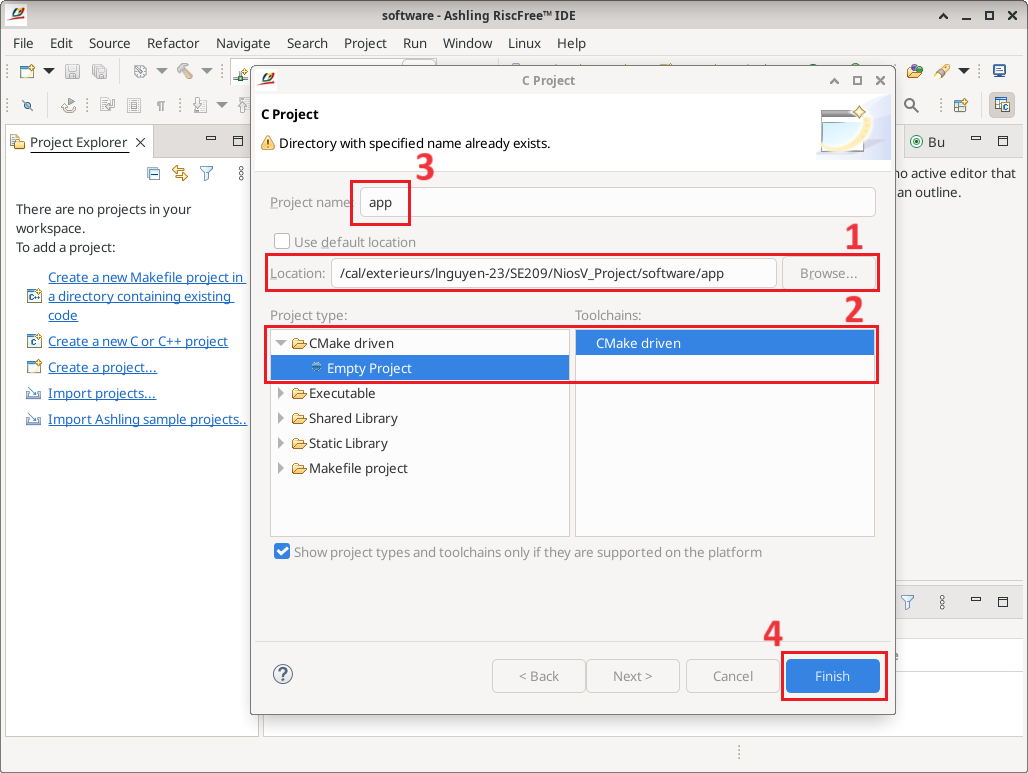 software - Ashling RiscFree™ IDE
File Edit Source Refactor Navigate Search Project Run Window Linux Help
C Project
Project Explorer
There are no projects in your
workspace.
To add a project:
Create a new Makefile project in
a directory containing existing
code
Create a new C or C++ project
Create a project...
Import projects...
Import Ashling sample projects..
C Project
Directory with specified name already exists.
3
Project name:
app
Use default location
1
Location:
/cal/exterieurs/lnguyen-23/SE209/NiosV_Project/software/app
Browse...
2
Project type:
Toolchains:
CMake driven
Empty Project
Executable
Shared Library
Static Library
Makefile project
CMake driven
Show project types and toolchains only if they are supported on the platform
4
< Back
Next >
Cancel
Finish
Bu
no active editor that
an outline.